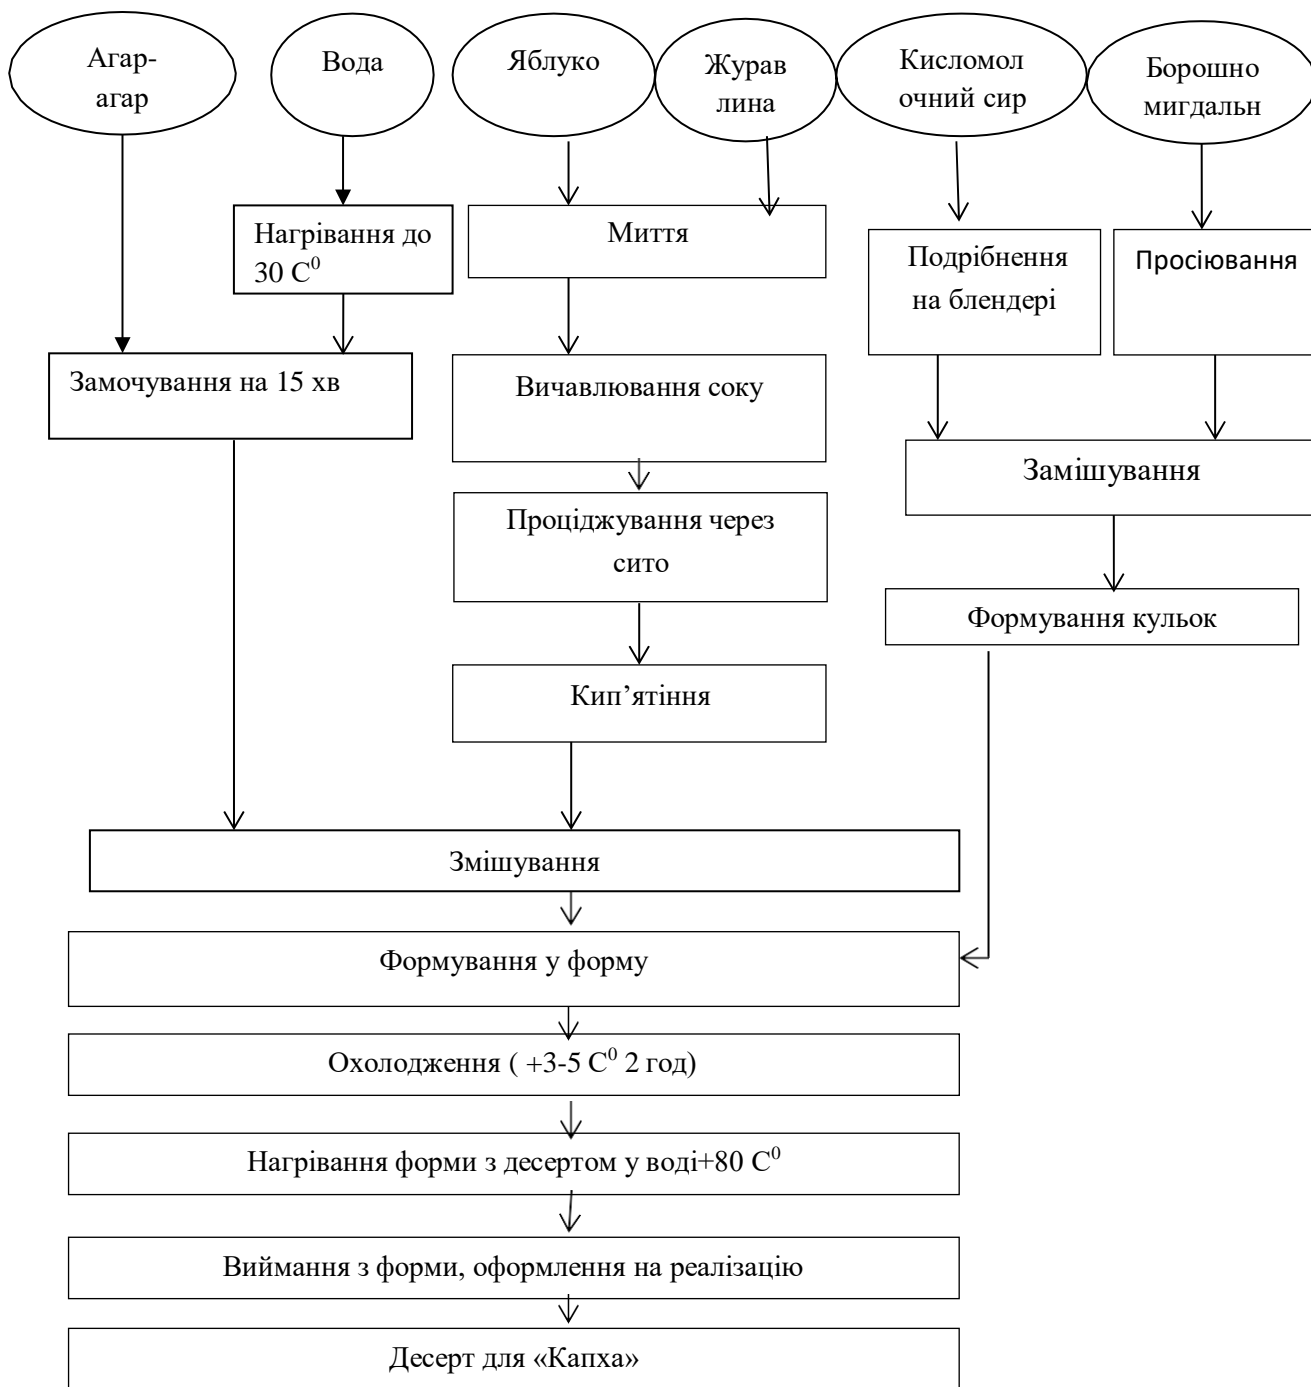 Агар-
агар
Вода
Яблуко
Журав
лина
Кисломол
очний сир
Борошно
мигдальн
Нагрівання до
30 С⁰
Миття
Подрібнення
на блендері
Просіювання
Замочування на 15 хв
Вичавлювання соку
Замішування
Проціджування через
сито
Формування кульок
Кип’ятіння
Змішування
Формування у форму
Охолодження ( +3-5 С⁰ 2 год)
Нагрівання форми з десертом у воді+80 С⁰
Виймання з форми, оформлення на реалізацію
Десерт для «Капха»